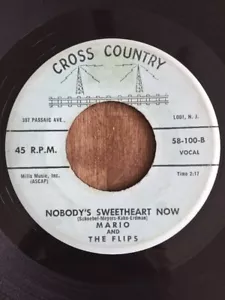 CROSS COUNTRY
307 PASSAIC AVE.,
LODI, N. J.
45 R.P.M.
58-100-B
VOCAL
Mills Music, Inc.
(ASCAP)
Time 2:17
NOBODY'S SWEETHEART NOW
(Schoebel-Meyers-Kahn-Erdman)
MARIO
AND
THE FLIPS